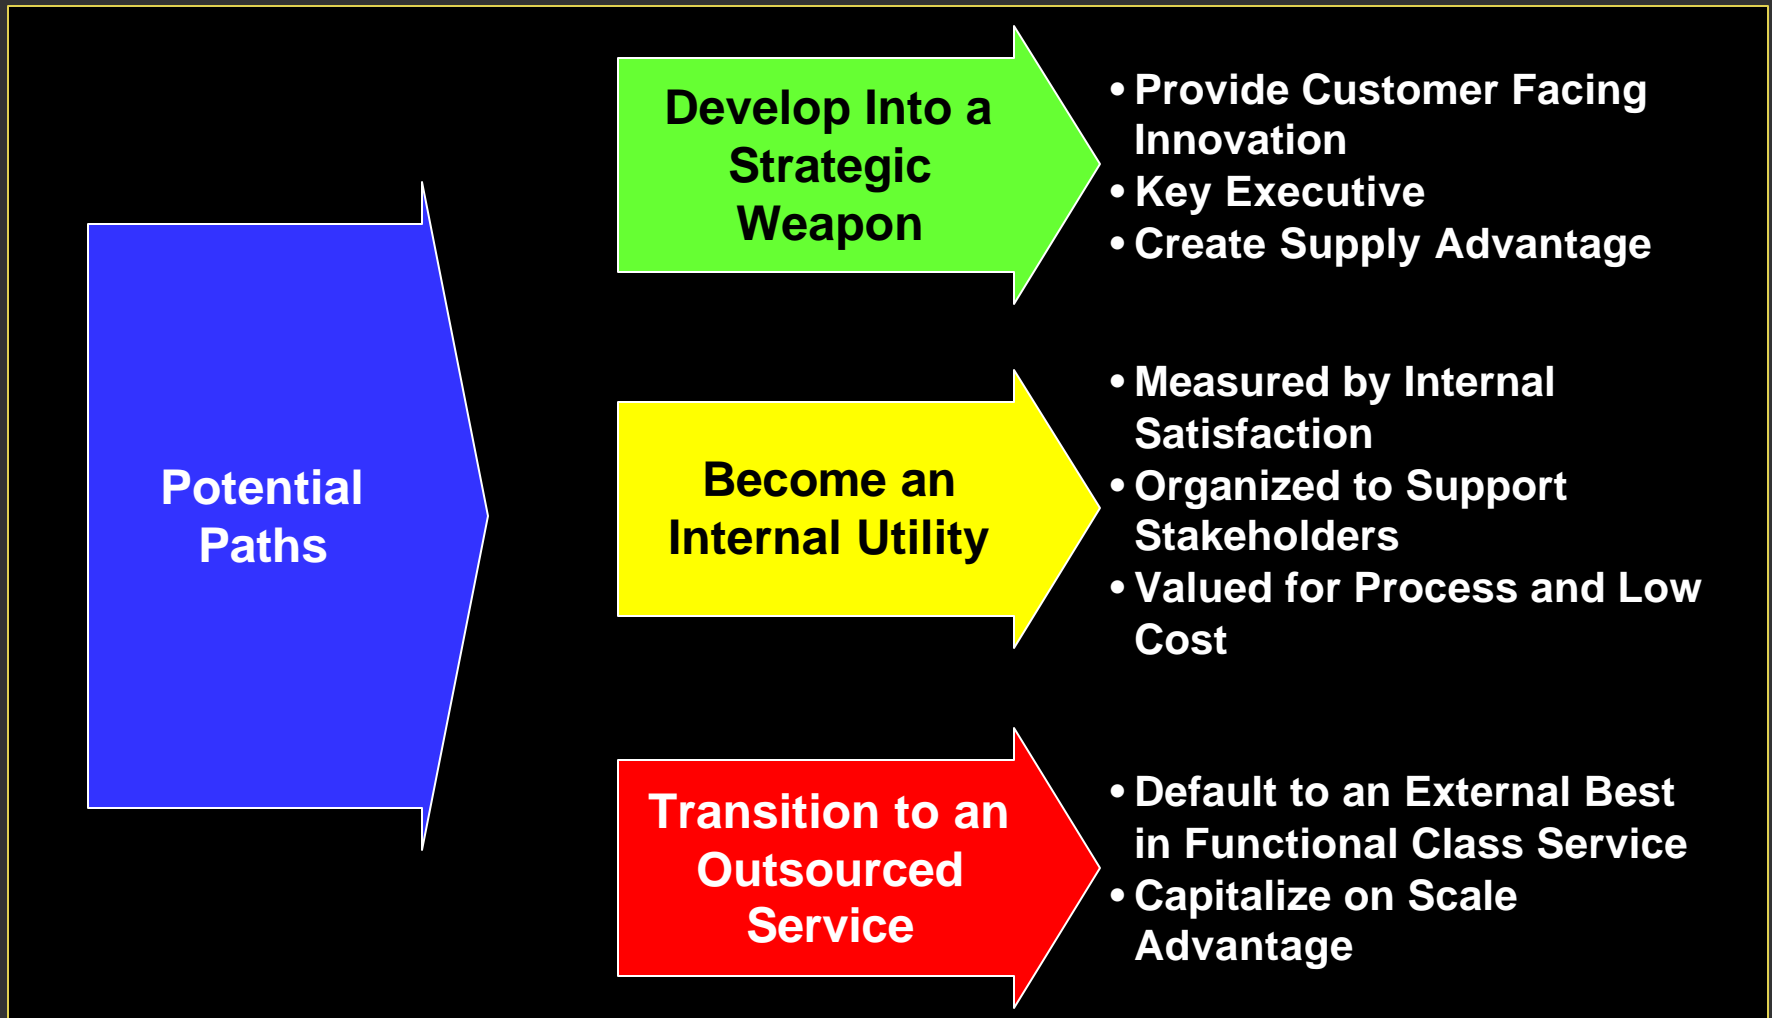 Potential
Paths
Develop Into a
Strategic
Weapon
• Provide Customer Facing
Innovation
• Key Executive
• Create Supply Advantage
Become an
Internal Utility
• Measured by Internal
Satisfaction
• Organized to Support
Stakeholders
• Valued for Process and Low
Cost
Transition to an
Outsourced
Service
• Default to an External Best
in Functional Class Service
• Capitalize on Scale
Advantage